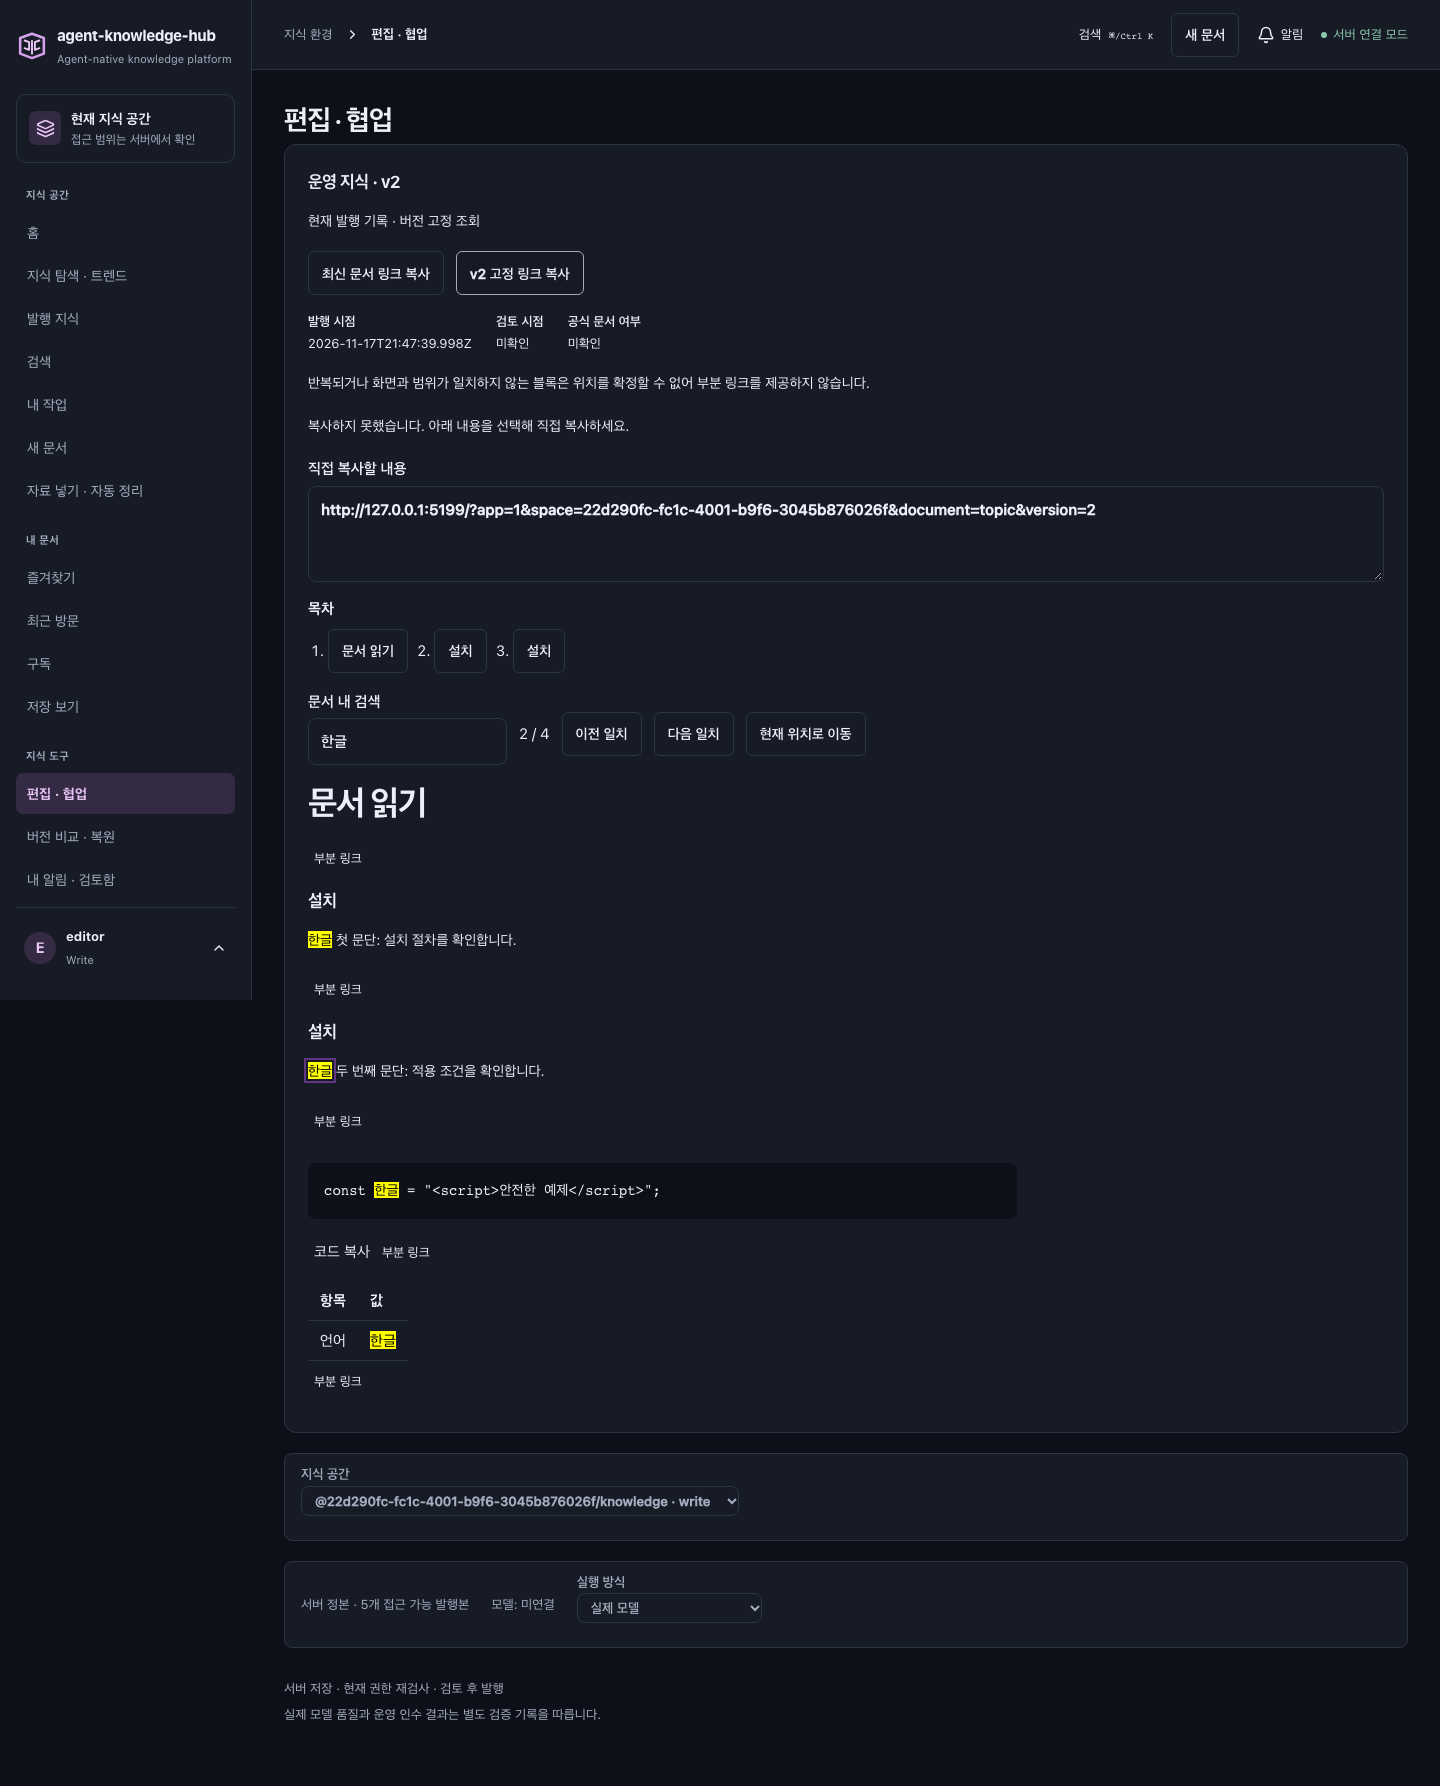 agent-knowledge-hub
Agent-native knowledge platform
현재 지식 공간
접근 범위는 서버에서 확인
지식 공간
홈
지식 탐색 · 트렌드
발행 지식
검색
내 작업
새 문서
자료 넣기 · 자동 정리
내 문서
즐겨찾기
최근 방문
구독
저장 보기
지식 도구
편집 · 협업
버전 비교 · 복원
내 알림 · 검토함
E
editor
Write
지식 환경 > 편집 · 협업
검색 ⌘/Ctrl K
새 문서
알림
서버 연결 모드
편집 · 협업
운영 지식 · v2
현재 발행 기록 · 버전 고정 조회
최신 문서 링크 복사
v2 고정 링크 복사
발행 시점 검토 시점 공식 문서 여부
2026-11-17T21:47:39.998Z 미확인 미확인
반복되거나 화면과 범위가 일치하지 않는 블록은 위치를 확정할 수 없어 부분 링크를 제공하지 않습니다.
복사하지 못했습니다. 아래 내용을 선택해 직접 복사하세요.
직접 복사할 내용
http://127.0.0.1:5199/?app=1&space=22d290fc-fc1c-4001-b9f6-3045b876026f&document=topic&version=2
목차
1. 문서 읽기 2. 설치 3. 설치
문서 내 검색
한글 2 / 4 이전 일치 다음 일치 현재 위치로 이동
문서 읽기
부분 링크
설치
한글 첫 문단: 설치 절차를 확인합니다.
부분 링크
설치
한글 두 번째 문단: 적용 조건을 확인합니다.
부분 링크
const 한글 = "<script>안전한 예제</script>";
코드 복사 부분 링크
항목 값
언어 한글
부분 링크
지식 공간
@22d290fc-fc1c-4001-b9f6-3045b876026f/knowledge · write
실행 방식
서버 정본 · 5개 접근 가능 발행본 모델: 미연결 실제 모델
서버 저장 · 현재 권한 재검사 · 검토 후 발행
실제 모델 품질과 운영 인수 결과는 별도 검증 기록을 따릅니다.